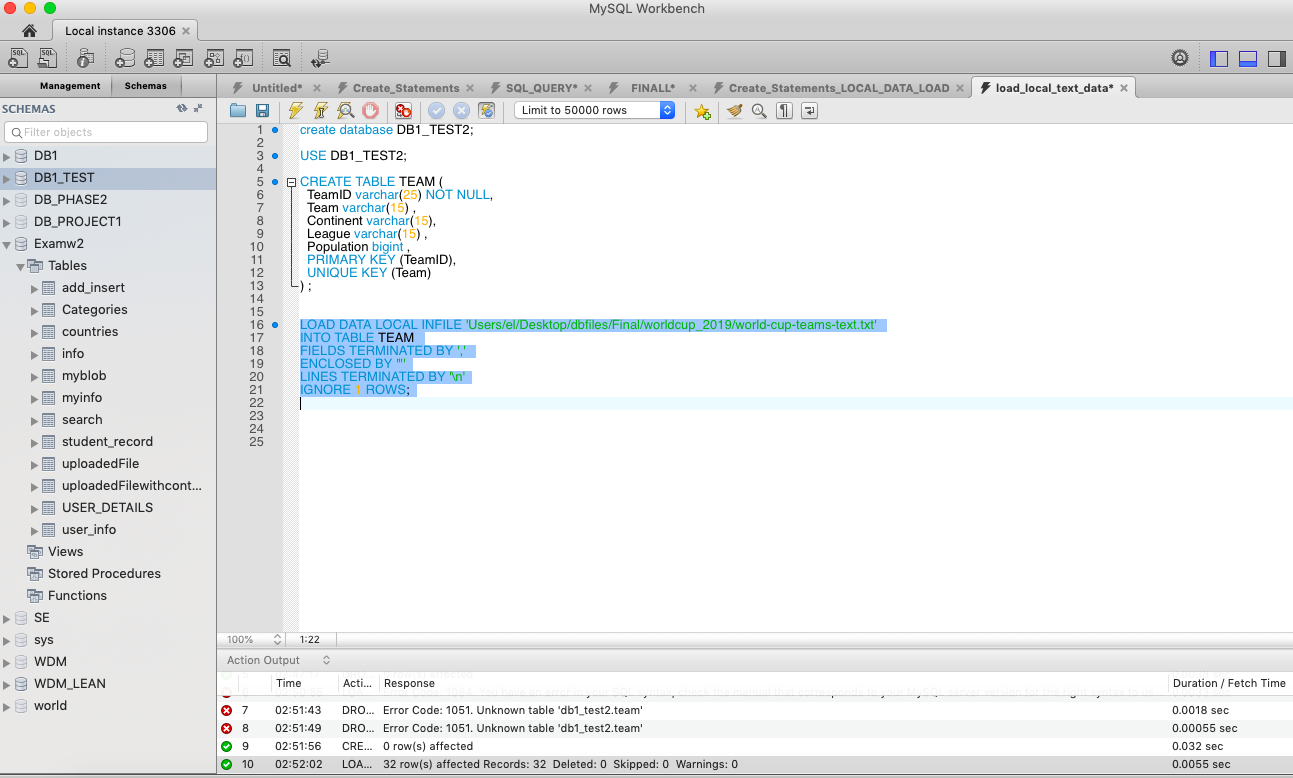 MySQL Workbench
Local instance 3306
Management Schemas
Untitled* Create_Statements SQL_QUERY* FINALL* Create_Statements_LOCAL_DATA_LOAD load_local_text_data*
SCHEMAS
Filter objects
DB1
DB1_TEST
DB_PHASE2
DB_PROJECT1
Examw2
Tables
add_insert
Categories
countries
info
myblob
myinfo
search
student_record
uploadedFile
uploadedFilewithcont...
USER_DETAILS
user_info
Views
Stored Procedures
Functions
SE
sys
WDM
WDM_LEAN
world
Limit to 50000 rows
1 create database DB1_TEST2;
2
3 USE DB1_TEST2;
4
5 CREATE TABLE TEAM (
6 TeamID varchar(25) NOT NULL,
7 Team varchar(15) ,
8 Continent varchar(15),
9 League varchar(15) ,
10 Population bigint ,
11 PRIMARY KEY (TeamID),
12 UNIQUE KEY (Team)
13 ) ;
14
15
16 LOAD DATA LOCAL INFILE 'Users/el/Desktop/dbfiles/Final/worldcup_2019/world-cup-teams-text.txt'
17 INTO TABLE TEAM
18 FIELDS TERMINATED BY ','
19 ENCLOSED BY '"'
20 LINES TERMINATED BY '\n'
21 IGNORE 1 ROWS;
22
23
24
25
100% 1:22
Action Output
Time Acti... Response Duration / Fetch Time
7 02:51:43 DRO... Error Code: 1051. Unknown table 'db1_test2.team' 0.0018 sec
8 02:51:49 DRO... Error Code: 1051. Unknown table 'db1_test2.team' 0.00055 sec
9 02:51:56 CRE... 0 row(s) affected 0.032 sec
10 02:52:02 LOA... 32 row(s) affected Records: 32 Deleted: 0 Skipped: 0 Warnings: 0 0.0055 sec